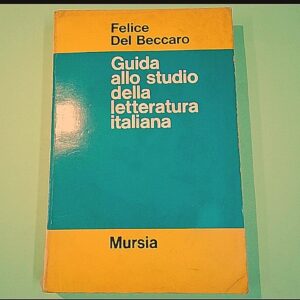 Felice
Del Beccaro
Guida
allo studio
della
letteratura
italiana
Mursia